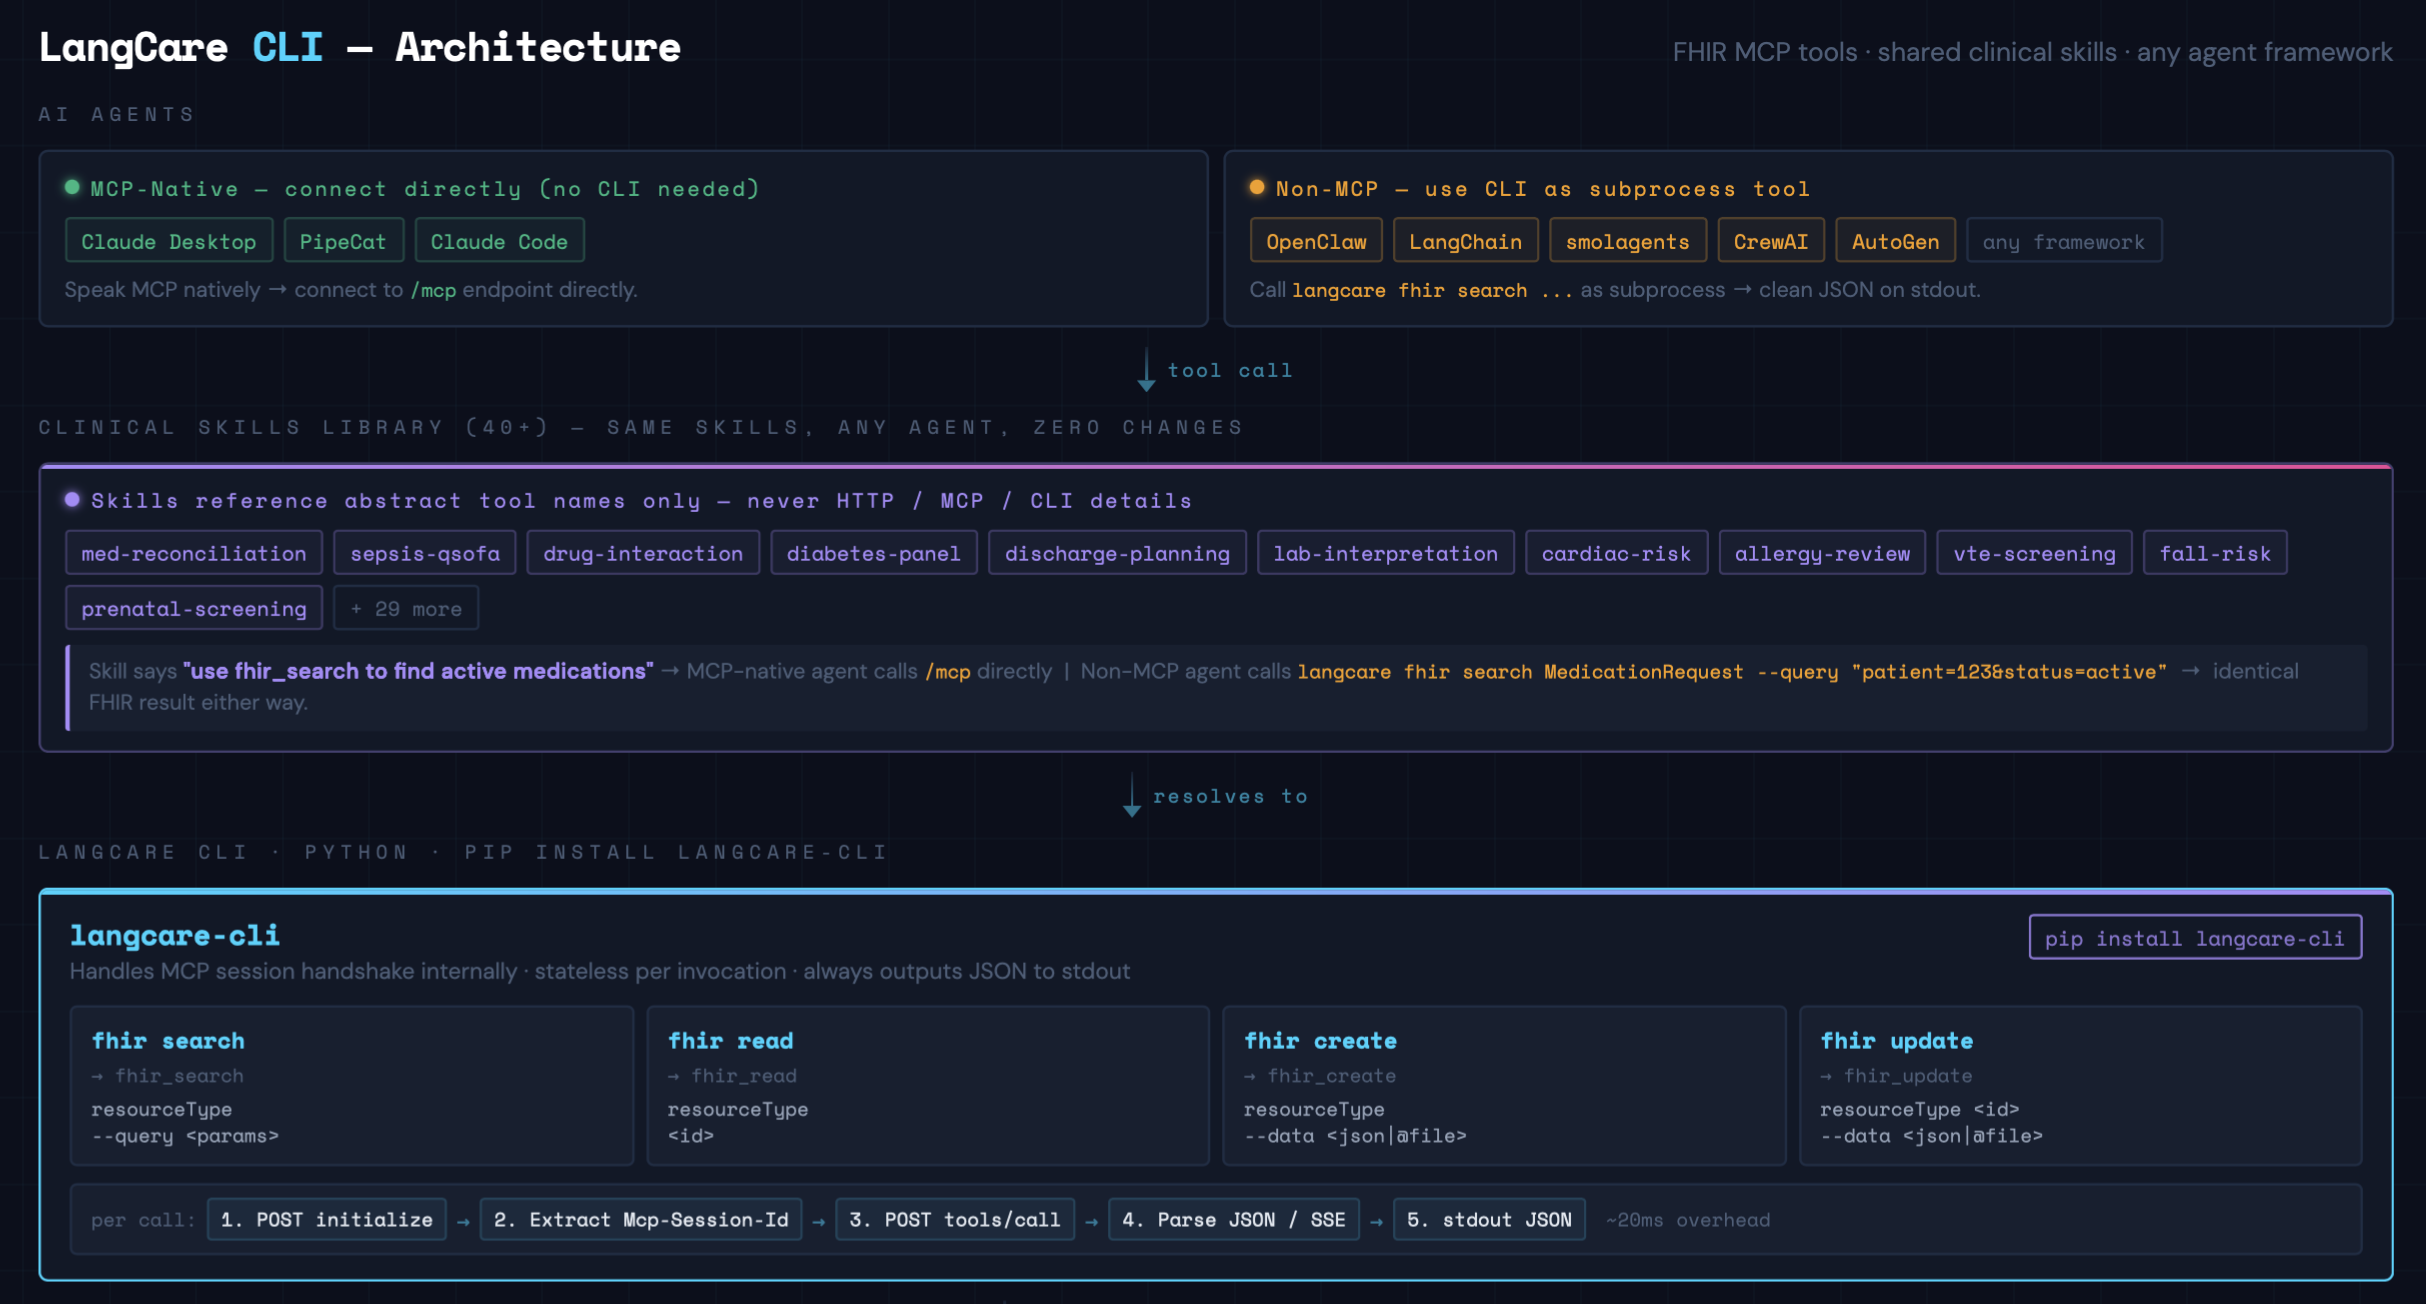 LangCare CLI — Architecture
FHIR MCP tools · shared clinical skills · any agent framework
AI AGENTS
MCP-Native — connect directly (no CLI needed)
Claude Desktop PipeCat Claude Code
Speak MCP natively → connect to /mcp endpoint directly.
Non-MCP — use CLI as subprocess tool
OpenClaw LangChain smolagents CrewAI AutoGen any framework
Call langcare fhir search ... as subprocess → clean JSON on stdout.
tool call
CLINICAL SKILLS LIBRARY (40+) — SAME SKILLS, ANY AGENT, ZERO CHANGES
Skills reference abstract tool names only — never HTTP / MCP / CLI details
med-reconciliation sepsis-qsofa drug-interaction diabetes-panel discharge-planning lab-interpretation cardiac-risk allergy-review vte-screening fall-risk
prenatal-screening + 29 more
Skill says "use fhir_search to find active medications" → MCP-native agent calls /mcp directly | Non-MCP agent calls langcare fhir search MedicationRequest --query "patient=123&status=active" → identical
FHIR result either way.
resolves to
LANGCARE CLI · PYTHON · PIP INSTALL LANGCARE-CLI
langcare-cli
pip install langcare-cli
Handles MCP session handshake internally · stateless per invocation · always outputs JSON to stdout
fhir search
→ fhir_search
resourceType
--query <params>
fhir read
→ fhir_read
resourceType
<id>
fhir create
→ fhir_create
resourceType
--data <json|@file>
fhir update
→ fhir_update
resourceType <id>
--data <json|@file>
per call: 1. POST initialize → 2. Extract Mcp-Session-Id → 3. POST tools/call → 4. Parse JSON / SSE → 5. stdout JSON ~20ms overhead